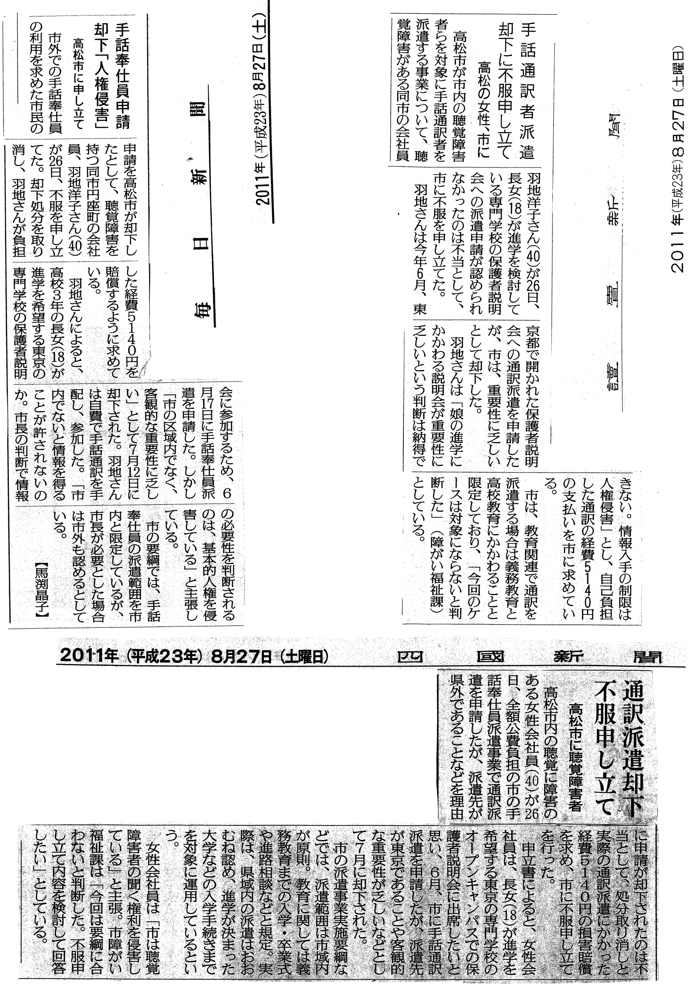 2011年(平成23年)8月27日(土曜日)
讀賣新聞
手話通訳者派遣
却下に不服申し立て
高松の女性、市に
高松市が市内の聴覚障害
者らを対象に手話通訳者を
派遣する事業について、聴
覚障害がある同市の会社員
羽地洋子さん(40)が26日、
長女(18)が進学を検討して
いる専門学校の保護者説明
会への派遣申請が認められ
なかったのは不当として、
市に不服を申し立てた。
羽地さんは今年6月、東
京都で開かれた保護者説明
会への通訳派遣を申請した
が、市は、重要性に乏しい
として却下した。
羽地さんは「娘の進学に
かかわる説明会が重要性に
乏しいという判断は納得で
きない。情報入手の制限は
人権侵害」とし、自己負担
した通訳の経費5140円
の支払いを市に求めてい
る。
市は、教育関連で通訳を
派遣する場合は義務教育と
高校教育にかかわることと
限定しており、「今回のケ
ースは対象にならないと判
断した」(障がい福祉課)
としている。
2011年(平成23年)8月27日(土)
毎日新聞
手話奉仕員申請
却下「人権侵害」
高松市に申し立て
市外での手話奉仕員
の利用を求めた市民の
申請を高松市が却下し
たとして、聴覚障害を
持つ同市円座町の会社
員、羽地洋子さん(40)
が26日、不服を申し立
てた。却下処分を取り
消し、羽地さんが負担
した経費5140円を
賠償するように求めて
いる。
羽地さんによると、
高校3年の長女(18)が
進学を希望する東京の
専門学校の保護者説明
会に参加するため、6
月17日に手話奉仕員派
遣を申請した。しかし
「市の区域内でなく、
客観的な重要性に乏し
い」として7月12日に
却下された。羽地さん
は自費で手話通訳を手
配し、参加した。「市
内でないと情報を得る
ことが許されないの
か。市長の判断で情報
の必要性を判断される
のは、基本的人権を侵
害している」と主張し
ている。
市の要綱では、手話
奉仕員の派遣範囲を市
内と限定しているが、
市長が必要とした場合
は市外も認めるとして
いる。
【馬渕晶子】
2011年(平成23年)8月27日(土曜日)
四國新聞
通訳派遣却下
不服申し立て
高松市に聴覚障害者
高松市内の聴覚に障害の
ある女性会社員(40)が26
日、全額公費負担の市の手
話奉仕員派遣事業で通訳派
遣を申請したが、派遣先が
県外であることなどを理由
に申請が却下されたのは不
当として、処分取り消しと
実際の通訳派遣にかかった
経費5140円の損害賠償
を求め、市に不服申し立て
を行った。
申立書によると、女性会
社員は、長女(18)が進学を
希望する東京の専門学校の
オープンキャンパスでの保
護者説明会に出席したいと
思い、6月、市に手話通訳
派遣を申請したが、派遣先
が東京であることや客観的
な重要性が乏しいなどとし
て7月に却下された。
市の派遣事業実施要綱な
どでは、派遣範囲は市域内
が原則。教育に関しては義
務教育までの入学・卒業式
や進路相談などと規定。実
際は、県域内の派遣はおお
むね認め、進学が決まった
大学などの入学手続きまで
を対象に運用しているとい
う。
女性会社員は「市は聴覚
障害者の聞く権利を侵害し
ている」と主張。市障がい
福祉課は「今回は要綱に合
わないと判断した。不服申
し立て内容を検討して回答
したい」としている。